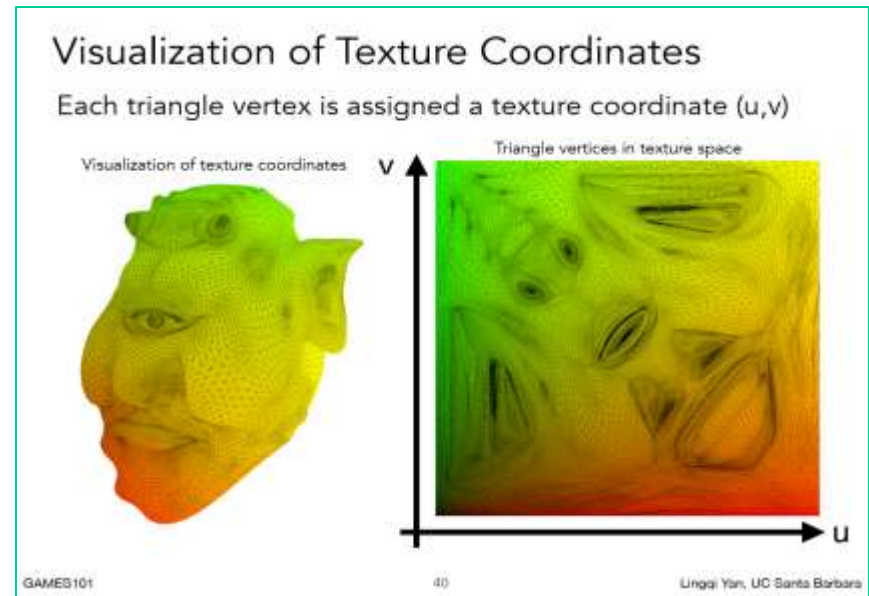 Visualization of Texture Coordinates
Each triangle vertex is assigned a texture coordinate (u,v)
Visualization of texture coordinates
v
Triangle vertices in texture space
u
GAMES101
40
Lingqi Yan, UC Santa Barbara